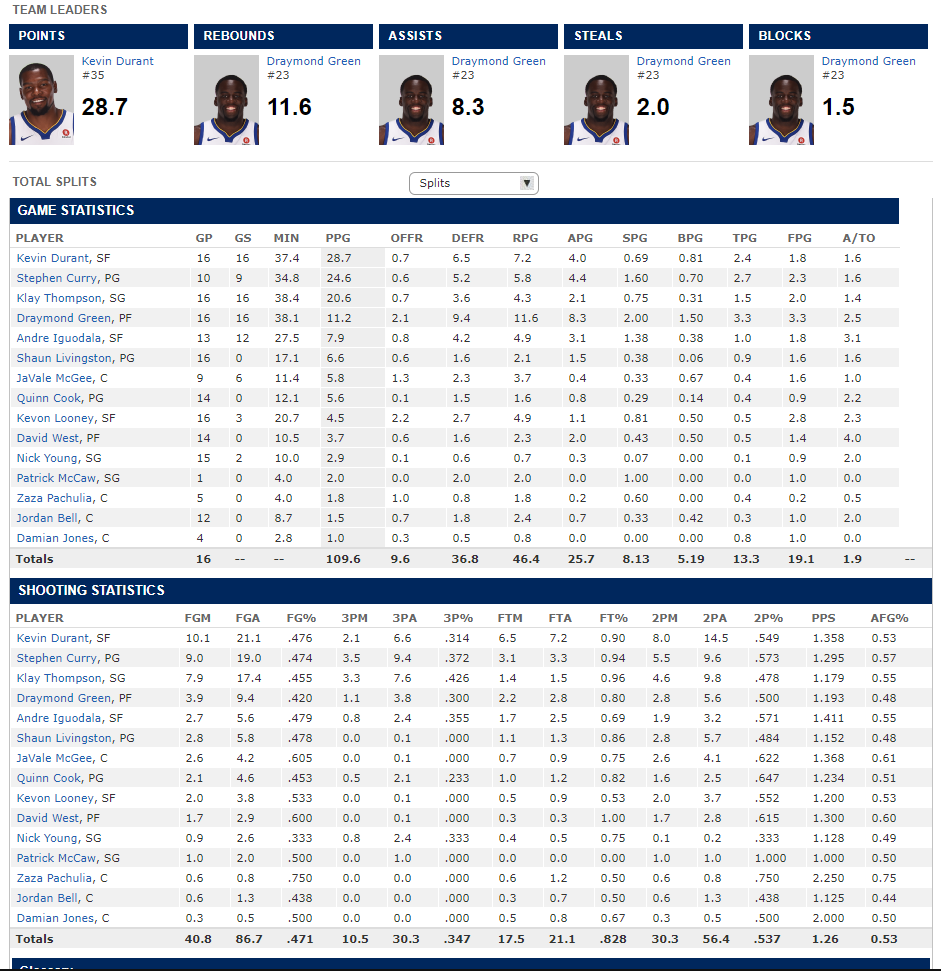 TEAM LEADERS
POINTS REBOUNDS ASSISTS STEALS BLOCKS
Kevin Durant Draymond Green Draymond Green Draymond Green Draymond Green
#35 #23 #23 #23 #23
28.7 11.6 8.3 2.0 1.5
TOTAL SPLITS Splits
GAME STATISTICS
PLAYER GP GS MIN PPG OFFR DEFR RPG APG SPG BPG TPG FPG A/TO
Kevin Durant, SF 16 16 37.4 28.7 0.7 6.5 7.2 4.0 0.69 0.81 2.4 1.8 1.6
Stephen Curry, PG 10 9 34.8 24.6 0.6 5.2 5.8 4.4 1.60 0.70 2.7 2.3 1.6
Klay Thompson, SG 16 16 38.4 20.6 0.7 3.6 4.3 2.1 0.75 0.31 1.5 2.0 1.4
Draymond Green, PF 16 16 38.1 11.2 2.1 9.4 11.6 8.3 2.00 1.50 3.3 3.3 2.5
Andre Iguodala, SF 13 12 27.5 7.9 0.8 4.2 4.9 3.1 1.38 0.38 1.0 1.8 3.1
Shaun Livingston, PG 16 0 17.1 6.6 0.6 1.6 2.1 1.5 0.38 0.06 0.9 1.6 1.6
JaVale McGee, C 9 6 11.4 5.8 1.3 2.3 3.7 0.4 0.33 0.67 0.4 1.6 1.0
Quinn Cook, PG 14 0 12.1 5.6 0.1 1.5 1.6 0.8 0.29 0.14 0.4 0.9 2.2
Kevon Looney, SF 16 3 20.7 4.5 2.2 2.7 4.9 1.1 0.81 0.50 0.5 2.8 2.3
David West, PF 14 0 10.5 3.7 0.6 1.6 2.3 2.0 0.43 0.50 0.5 1.4 4.0
Nick Young, SG 15 2 10.0 2.9 0.1 0.6 0.7 0.3 0.07 0.00 0.1 0.9 2.0
Patrick McCaw, SG 1 0 4.0 2.0 0.0 2.0 2.0 0.0 1.00 0.00 0.0 1.0 0.0
Zaza Pachulia, C 5 0 4.0 1.8 1.0 0.8 1.8 0.2 0.60 0.00 0.4 0.2 0.5
Jordan Bell, C 12 0 8.7 1.5 0.7 1.8 2.4 0.7 0.33 0.42 0.3 1.0 2.0
Damian Jones, C 4 0 2.8 1.0 0.3 0.5 0.8 0.0 0.00 0.00 0.8 1.0 0.0
Totals 16 -- -- 109.6 9.6 36.8 46.4 25.7 8.13 5.19 13.3 19.1 1.9 --
SHOOTING STATISTICS
PLAYER FGM FGA FG% 3PM 3PA 3P% FTM FTA FT% 2PM 2PA 2P% PPS AFG%
Kevin Durant, SF 10.1 21.1 .476 2.1 6.6 .314 6.5 7.2 0.90 8.0 14.5 .549 1.358 0.53
Stephen Curry, PG 9.0 19.0 .474 3.5 9.4 .372 3.1 3.3 0.94 5.5 9.6 .573 1.295 0.57
Klay Thompson, SG 7.9 17.4 .455 3.3 7.6 .426 1.4 1.5 0.96 4.6 9.8 .478 1.179 0.55
Draymond Green, PF 3.9 9.4 .420 1.1 3.8 .300 2.2 2.8 0.80 2.8 5.6 .500 1.193 0.48
Andre Iguodala, SF 2.7 5.6 .479 0.8 2.4 .355 1.7 2.5 0.69 1.9 3.2 .571 1.411 0.55
Shaun Livingston, PG 2.8 5.8 .478 0.0 0.1 .000 1.1 1.3 0.86 2.8 5.7 .484 1.152 0.48
JaVale McGee, C 2.6 4.2 .605 0.0 0.1 .000 0.7 0.9 0.75 2.6 4.1 .622 1.368 0.61
Quinn Cook, PG 2.1 4.6 .453 0.5 2.1 .233 1.0 1.2 0.82 1.6 2.5 .647 1.234 0.51
Kevon Looney, SF 2.0 3.8 .533 0.0 0.1 .000 0.5 0.9 0.53 2.0 3.7 .552 1.200 0.53
David West, PF 1.7 2.9 .600 0.0 0.1 .000 0.3 0.3 1.00 1.7 2.8 .615 1.300 0.60
Nick Young, SG 0.9 2.6 .333 0.8 2.4 .333 0.4 0.5 0.75 0.1 0.2 .333 1.128 0.49
Patrick McCaw, SG 1.0 2.0 .500 0.0 1.0 .000 0.0 0.0 0.00 1.0 1.0 1.000 1.000 0.50
Zaza Pachulia, C 0.6 0.8 .750 0.0 0.0 .000 0.6 1.2 0.50 0.6 0.8 .750 2.250 0.75
Jordan Bell, C 0.6 1.3 .438 0.0 0.0 .000 0.3 0.7 0.50 0.6 1.3 .438 1.125 0.44
Damian Jones, C 0.3 0.5 .500 0.0 0.0 .000 0.5 0.8 0.67 0.3 0.5 .500 2.000 0.50
Totals 40.8 86.7 .471 10.5 30.3 .347 17.5 21.1 .828 30.3 56.4 .537 1.26 0.53